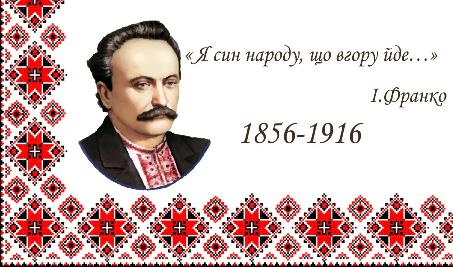 « Я син народу, що вгору йде…»
І.Франко
1856-1916